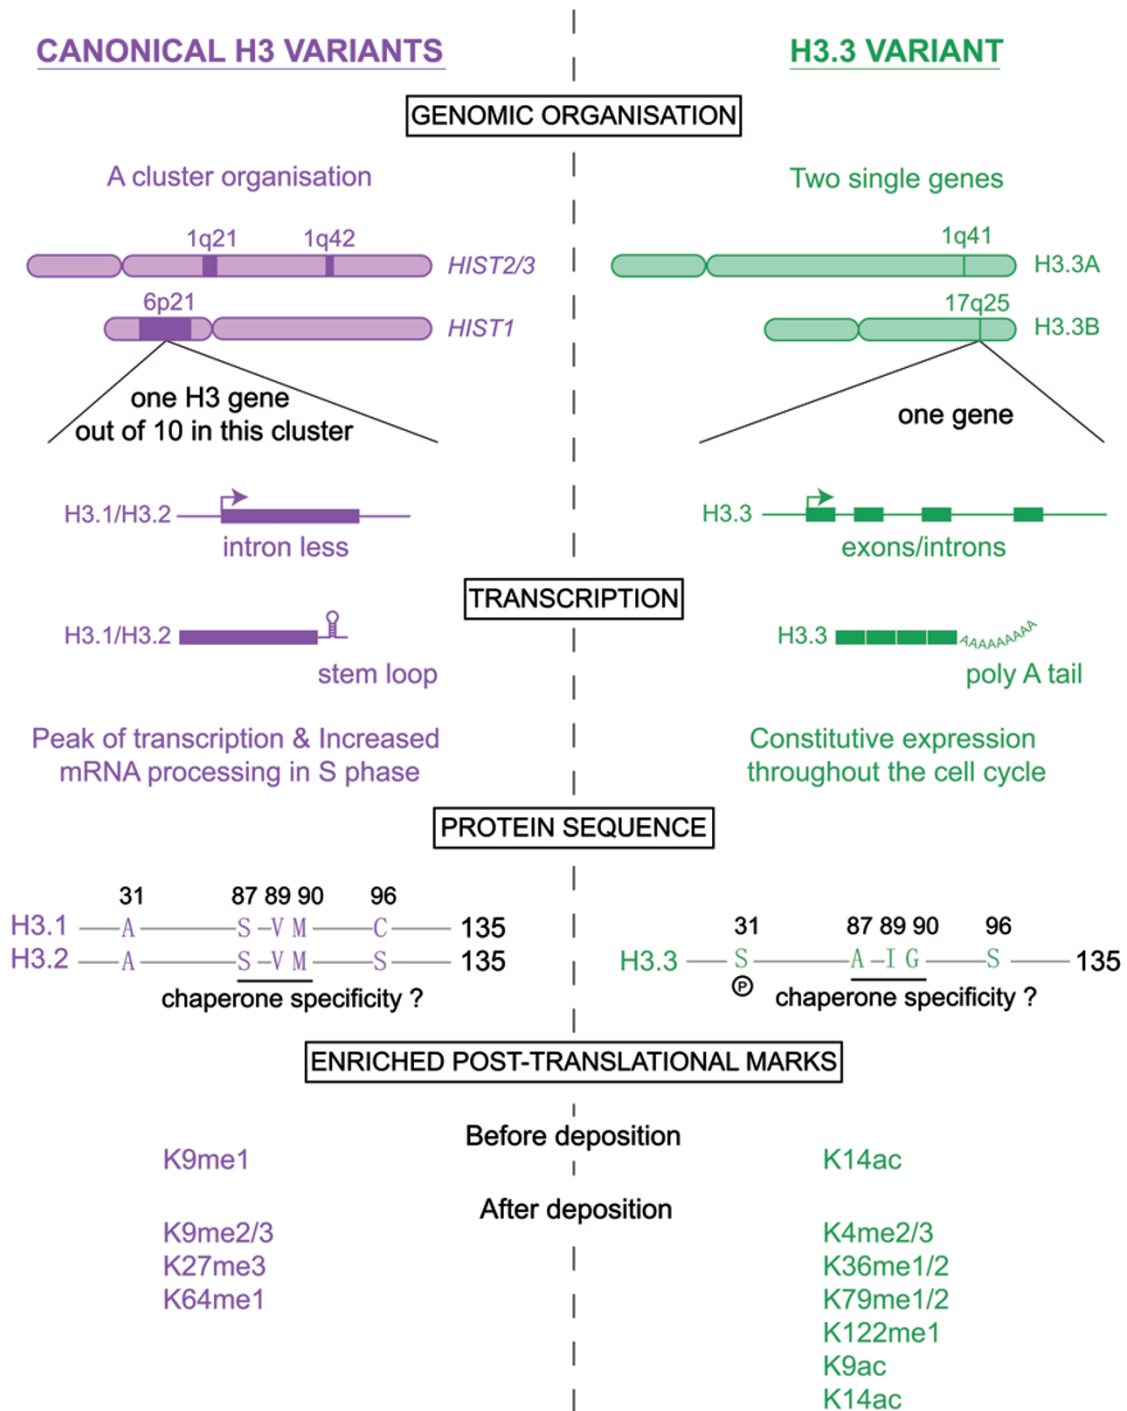 CANONICAL H3 VARIANTS
H3.3 VARIANT
GENOMIC ORGANISATION
A cluster organisation
Two single genes
1q21 1q42
HIST2/3
6p21
HIST1
1q41
H3.3A
17q25
H3.3B
one H3 gene
out of 10 in this cluster
one gene
H3.1/H3.2
intron less
H3.3
exons/introns
TRANSCRIPTION
H3.1/H3.2
stem loop
H3.3 AAAAAAAAA
poly A tail
Peak of transcription & Increased
mRNA processing in S phase
Constitutive expression
throughout the cell cycle
PROTEIN SEQUENCE
31 87 89 90 96
H3.1 A S V M C 135
H3.2 A S V M S 135
chaperone specificity ?
31 87 89 90 96
H3.3 S A I G S 135
P
chaperone specificity ?
ENRICHED POST-TRANSLATIONAL MARKS
Before deposition
K9me1
K14ac
After deposition
K9me2/3
K27me3
K64me1
K4me2/3
K36me1/2
K79me1/2
K122me1
K9ac
K14ac